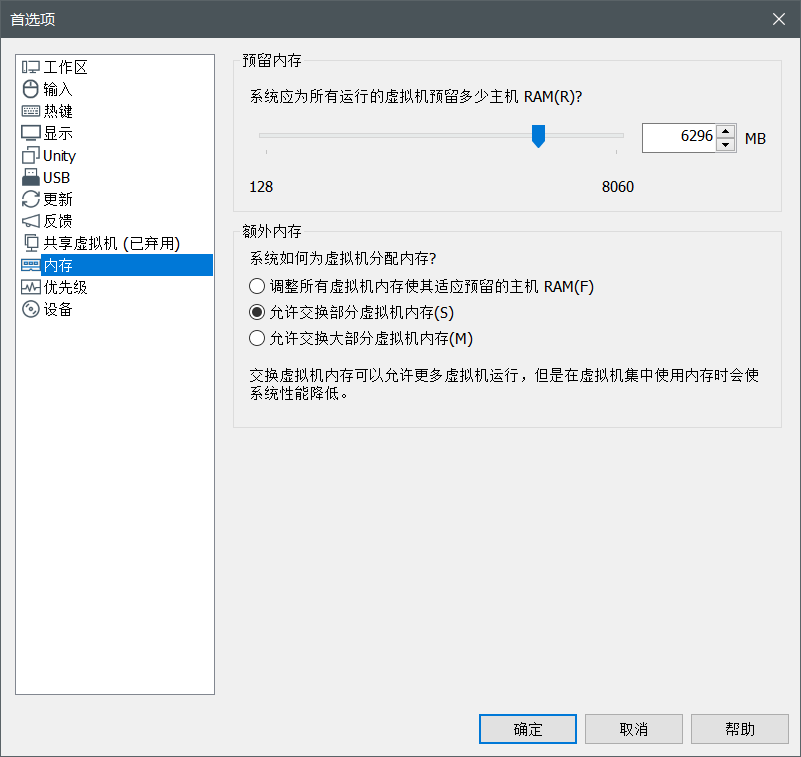 首选项
工作区
输入
热键
显示
Unity
USB
更新
反馈
共享虚拟机 (已弃用)
内存
优先级
设备
预留内存
系统应为所有运行的虚拟机预留多少主机 RAM(R)?
6296 MB
128 8060
额外内存
系统如何为虚拟机分配内存?
调整所有虚拟机内存使其适应预留的主机 RAM(F)
允许交换部分虚拟机内存(S)
允许交换大部分虚拟机内存(M)
交换虚拟机内存可以允许更多虚拟机运行，但是在虚拟机集中使用内存时会使
系统性能降低。
确定 取消 帮助